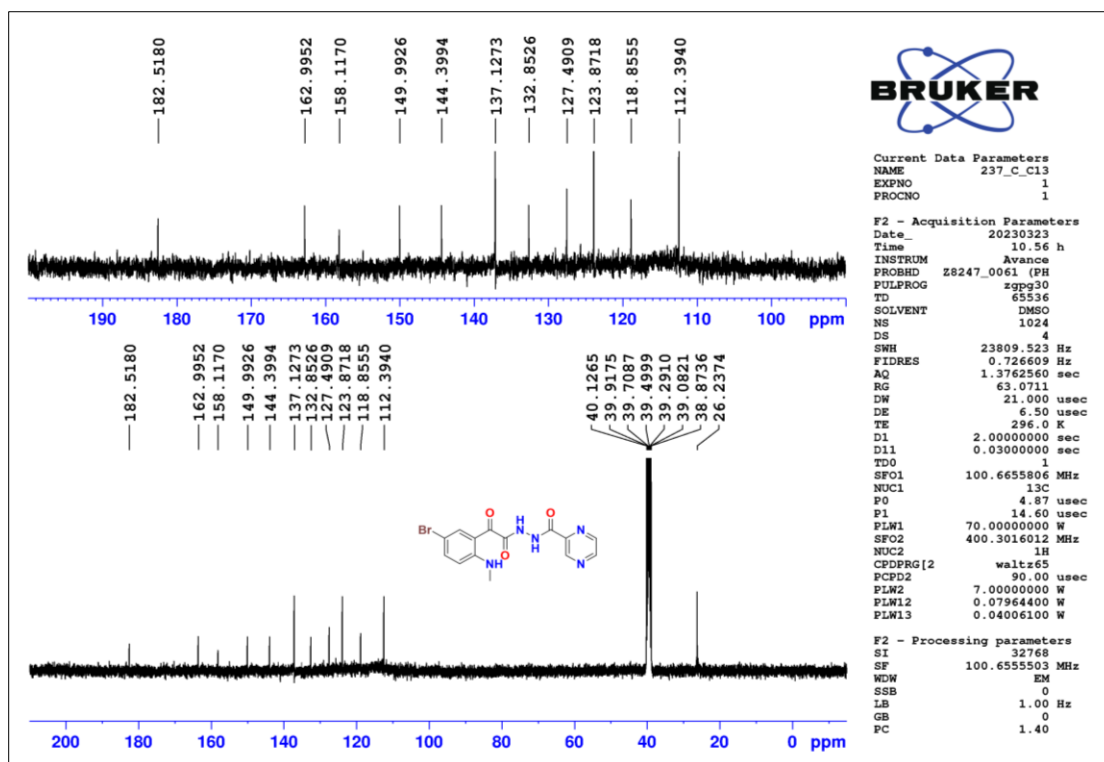 182.5180
162.9952
158.1170
149.9926
144.3994
137.1273
132.8526
127.4909
123.8718
118.8555
112.3940
190 180 170 160 150 140 130 120 110 100 ppm
182.5180
162.9952
158.1170
149.9926
144.3994
137.1273
132.8526
127.4909
123.8718
118.8555
112.3940
40.1265
39.9175
39.7087
39.4999
39.2910
39.0821
38.8736
26.2374
Br
O
O
NH
H
N
N
H
O
N
N
200 180 160 140 120 100 80 60 40 20 0 ppm
BRUKER
Current Data Parameters
NAME 237_C_C13
EXPNO 1
PROCNO 1
F2 - Acquisition Parameters
Date_ 20230323
Time 10.56 h
INSTRUM Avance
PROBHD Z8247_0061 (PH
PULPROG zgpg30
TD 65536
SOLVENT DMSO
NS 1024
DS 4
SWH 23809.523 Hz
FIDRES 0.726609 Hz
AQ 1.3762560 sec
RG 63.0711
DW 21.000 usec
DE 6.50 usec
TE 296.0 K
D1 2.00000000 sec
D11 0.03000000 sec
TD0 1
SFO1 100.6655806 MHz
NUC1 13C
P0 4.87 usec
P1 14.60 usec
PLW1 70.00000000 W
SFO2 400.3016012 MHz
NUC2 1H
CPDPRG[2 waltz65
PCPD2 90.00 usec
PLW2 7.00000000 W
PLW12 0.07964400 W
PLW13 0.04006100 W
F2 - Processing parameters
SI 32768
SF 100.6555503 MHz
WDW EM
SSB 0
LB 1.00 Hz
GB 0
PC 1.40